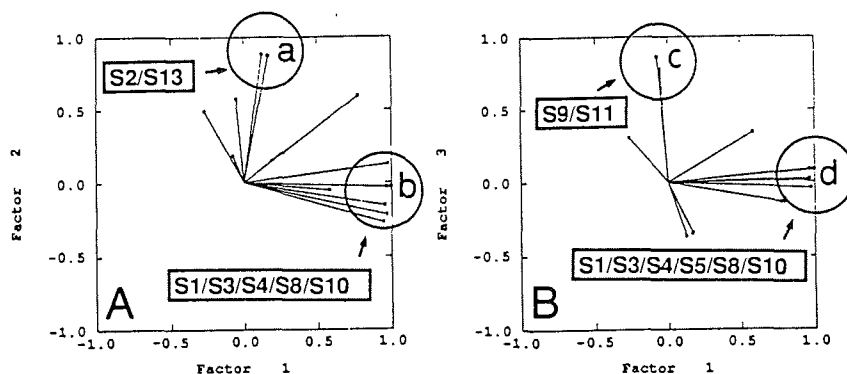 1.0
a
S2/S13
0.5
Factor 2
0.0
b
-0.5
S1/S3/S4/S8/S10
A
-1.0
-1.0 -0.5 0.0 0.5 1.0
Factor 1
1.0
c
S9/S11
0.5
Factor 3
0.0
d
-0.5
S1/S3/S4/S5/S8/S10
B
-1.0
-1.0 -0.5 0.0 0.5 1.0
Factor 1